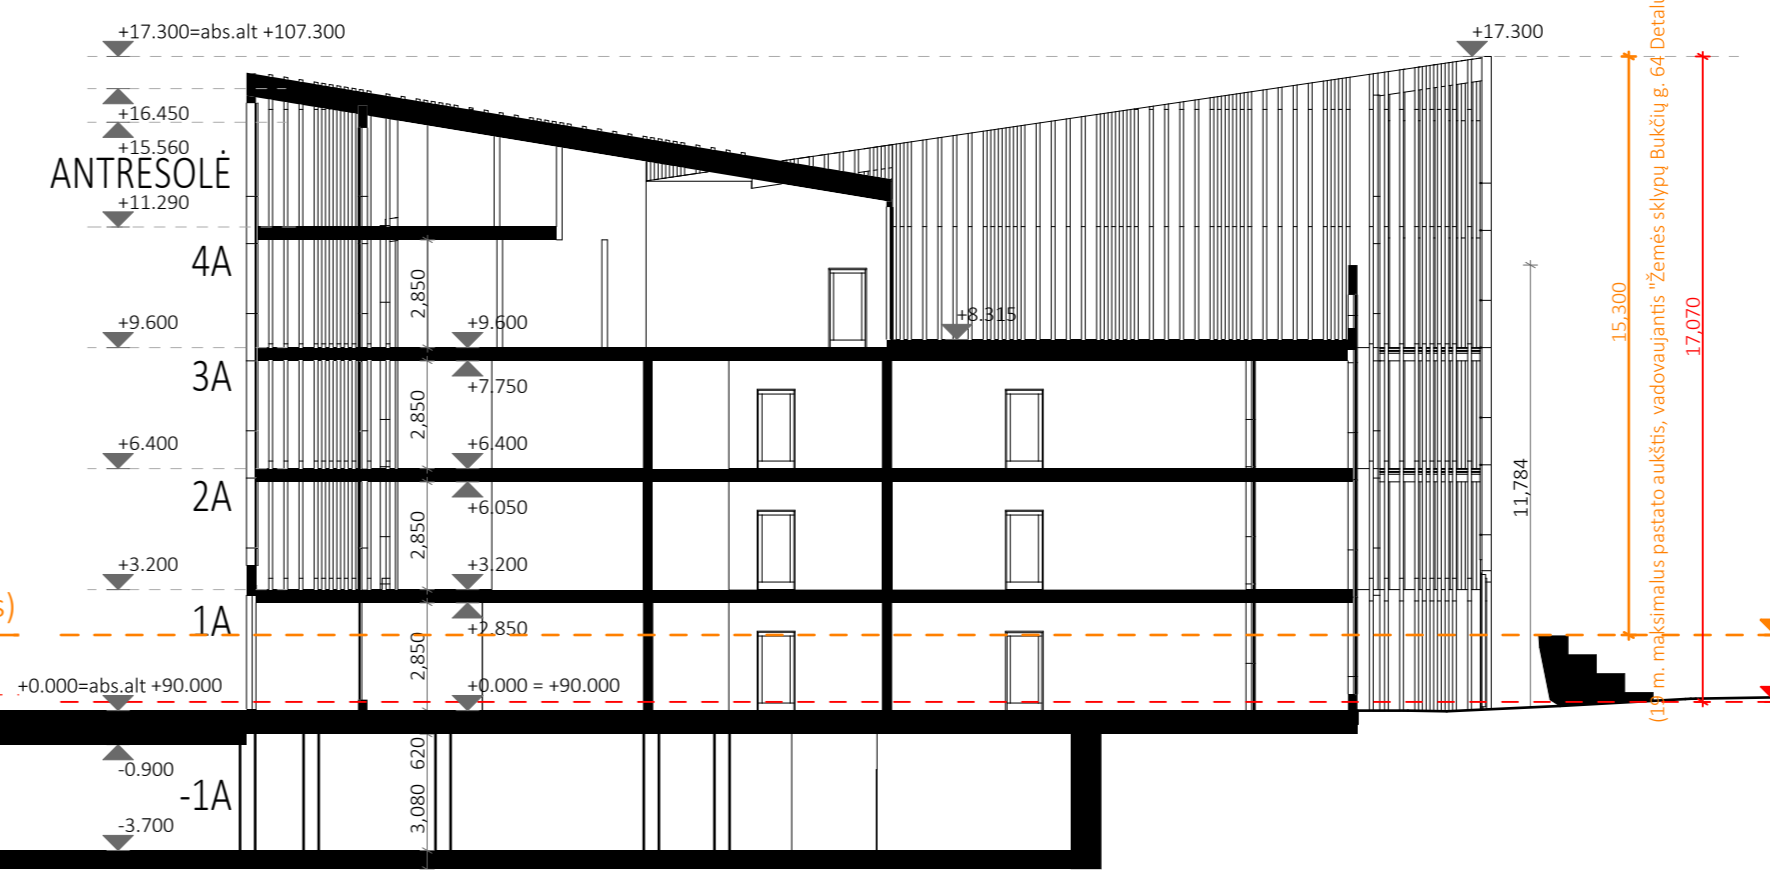 +17.300=abs.alt +107.300
+17.300
+16.450
+15.560
ANTRESOLĖ
+11.290
4A
2,850
+9.600
+9.600
+8.315
3A
+7.750
2,850
+6.400
+6.400
2A
+6.050
2,850
+3.200
+3.200
1A
+2.850
2,850
s)
+0.000=abs.alt +90.000
+0.000 = +90.000
620
-0.900
-1A
3,080
-3.700
11,784
15,300
m. maksimalus pastato aukštis, vadovaujantis "Žemės sklypų Bukčių g. 64 Detalu
17,070